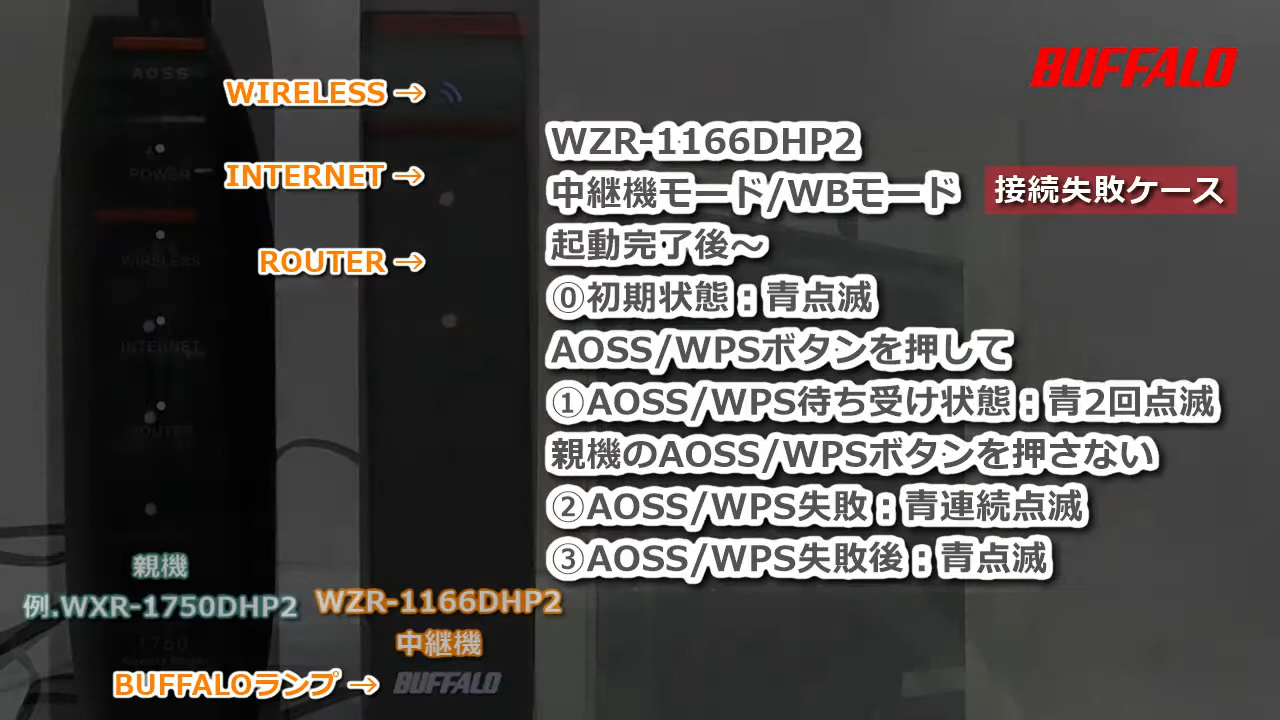 BUFFALO
WZR-1166DHP2
中継機モード/WBモード
接続失敗ケース
起動完了後～
⓪初期状態：青点滅
AOSS/WPSボタンを押して
①AOSS/WPS待ち受け状態：青2回点滅
親機のAOSS/WPSボタンを押さない
②AOSS/WPS失敗：青連続点滅
③AOSS/WPS失敗後：青点滅
WIRELESS →
INTERNET →
ROUTER →
AOSS
POWER
WIRELESS
INTERNET
ROUTER
親機
例.WXR-1750DHP2
1750
WZR-1166DHP2
中継機
BUFFALOランプ →
BUFFALO